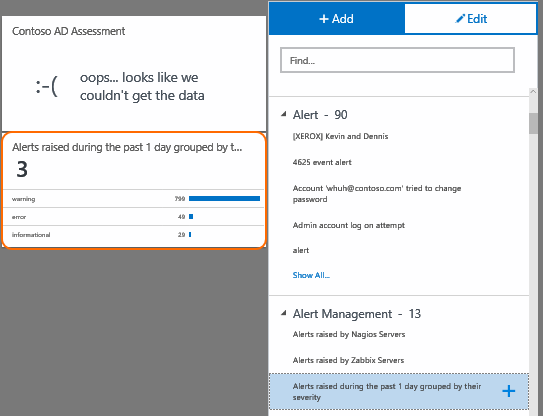 Contoso AD Assessment
:-(
oops... looks like we
couldn't get the data
Alerts raised during the past 1 day grouped by t...
3
warning 799
error 49
informational 29
+ Add
Edit
Find...
Alert - 90
[XEROX] Kevin and Dennis
4625 event alert
Account 'whuh@contoso.com' tried to change
password
Admin account log on attempt
alert
Show All...
Alert Management - 13
Alerts raised by Nagios Servers
Alerts raised by Zabbix Servers
Alerts raised during the past 1 day grouped by their
severity
+